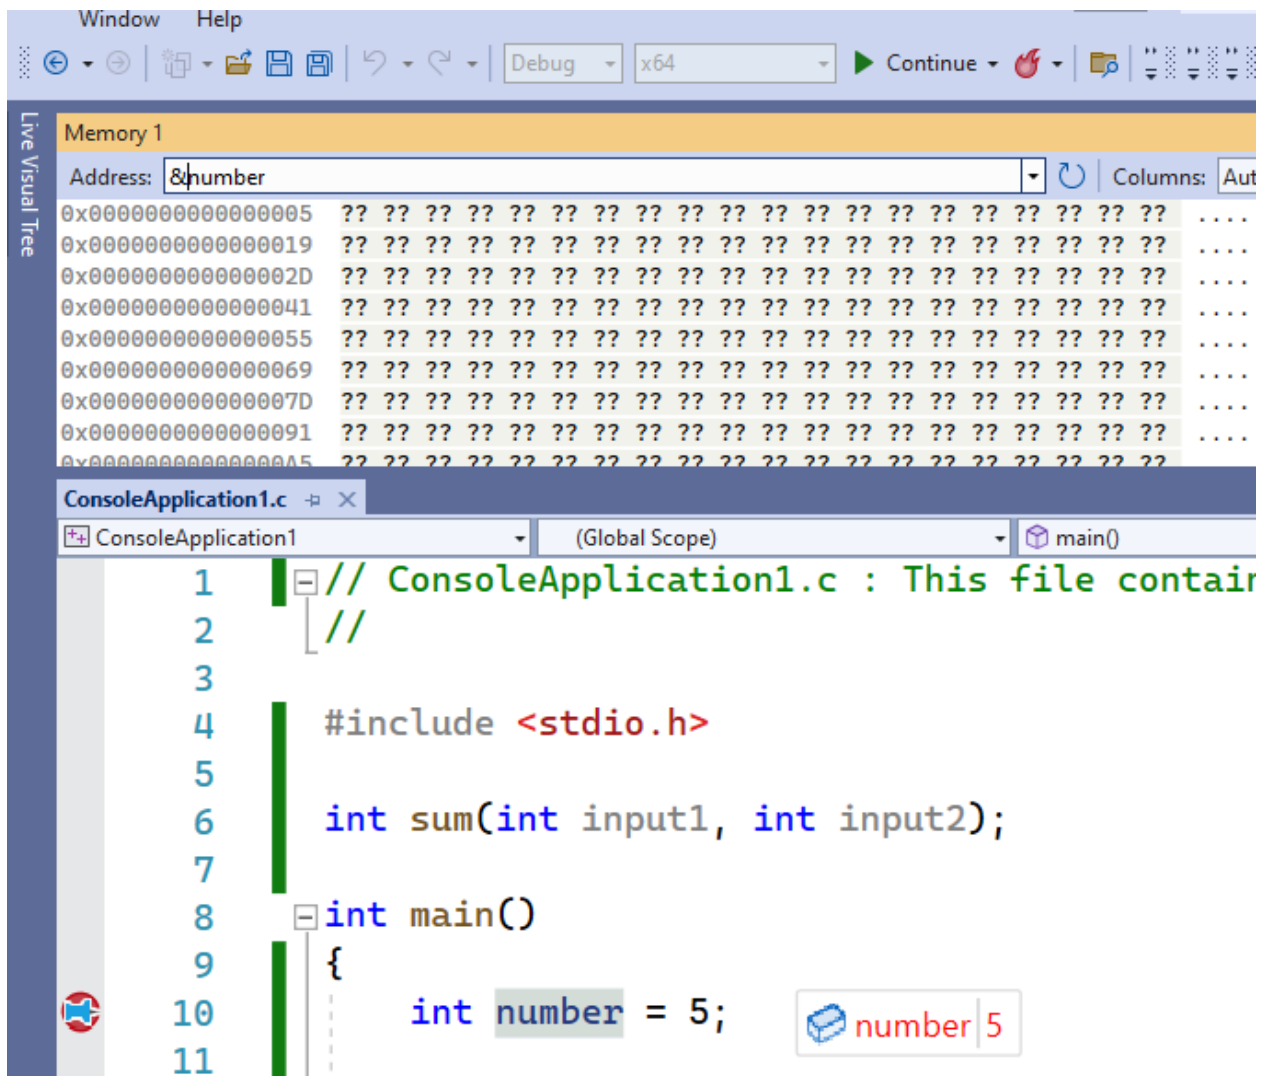 Window Help
Debug x64 Continue
Live Visual Tree
Memory 1
Address: &number Columns: Aut
0x0000000000000005 ?? ?? ?? ?? ?? ?? ?? ?? ?? ?? ?? ?? ?? ?? ?? ?? ?? ?? ?? ?? ....
0x0000000000000019 ?? ?? ?? ?? ?? ?? ?? ?? ?? ?? ?? ?? ?? ?? ?? ?? ?? ?? ?? ?? ....
0x000000000000002D ?? ?? ?? ?? ?? ?? ?? ?? ?? ?? ?? ?? ?? ?? ?? ?? ?? ?? ?? ?? ....
0x0000000000000041 ?? ?? ?? ?? ?? ?? ?? ?? ?? ?? ?? ?? ?? ?? ?? ?? ?? ?? ?? ?? ....
0x0000000000000055 ?? ?? ?? ?? ?? ?? ?? ?? ?? ?? ?? ?? ?? ?? ?? ?? ?? ?? ?? ?? ....
0x0000000000000069 ?? ?? ?? ?? ?? ?? ?? ?? ?? ?? ?? ?? ?? ?? ?? ?? ?? ?? ?? ?? ....
0x000000000000007D ?? ?? ?? ?? ?? ?? ?? ?? ?? ?? ?? ?? ?? ?? ?? ?? ?? ?? ?? ?? ....
0x0000000000000091 ?? ?? ?? ?? ?? ?? ?? ?? ?? ?? ?? ?? ?? ?? ?? ?? ?? ?? ?? ?? ....
0x00000000000000A5 ?? ?? ?? ?? ?? ?? ?? ?? ?? ?? ?? ?? ?? ?? ?? ?? ?? ?? ?? ??
ConsoleApplication1.c
ConsoleApplication1 (Global Scope) main()
1 // ConsoleApplication1.c : This file contain
2 //
3
4 #include <stdio.h>
5
6 int sum(int input1, int input2);
7
8 int main()
9 {
10 int number = 5; number 5
11